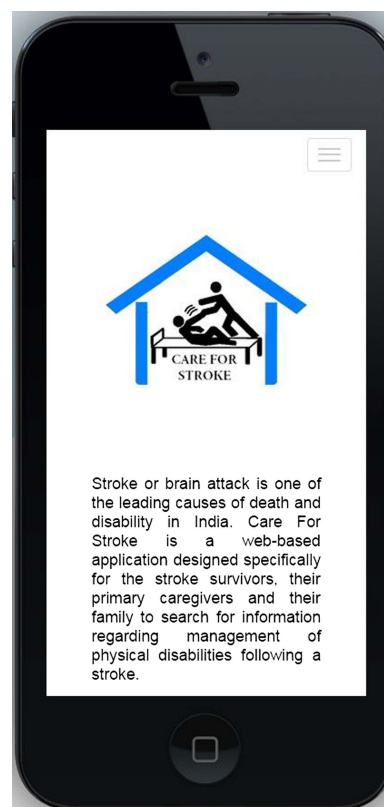 CARE FOR
STROKE
Stroke or brain attack is one of
the leading causes of death and
disability in India. Care For
Stroke is a web-based
application designed specifically
for the stroke survivors, their
primary caregivers and their
family to search for information
regarding management of
physical disabilities following a
stroke.